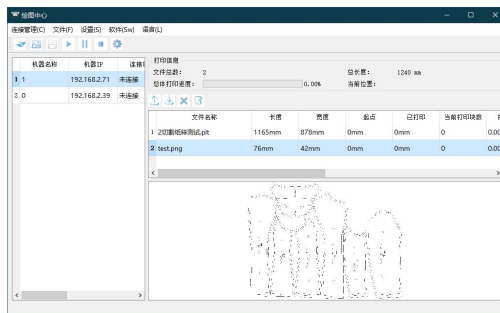 绘图中心
连接管理(C) 文件(F) 设置(S) 软件(Sw) 语言(L)
机器名称 机器IP 连接
1 1 192.168.2.71 未连接
2 0 192.168.2.39 未连接
打印信息
文件总数: 2 总长度: 1240 mm
总体打印进度: 0.00% 当前位置:
文件名称 长度 宽度 起点 已打印 当前打印块数
1 2切割纸样测试.plt 1165mm 878mm 0mm 0mm 0 0.00
2 test.png 76mm 42mm 0mm 0mm 0 0.00